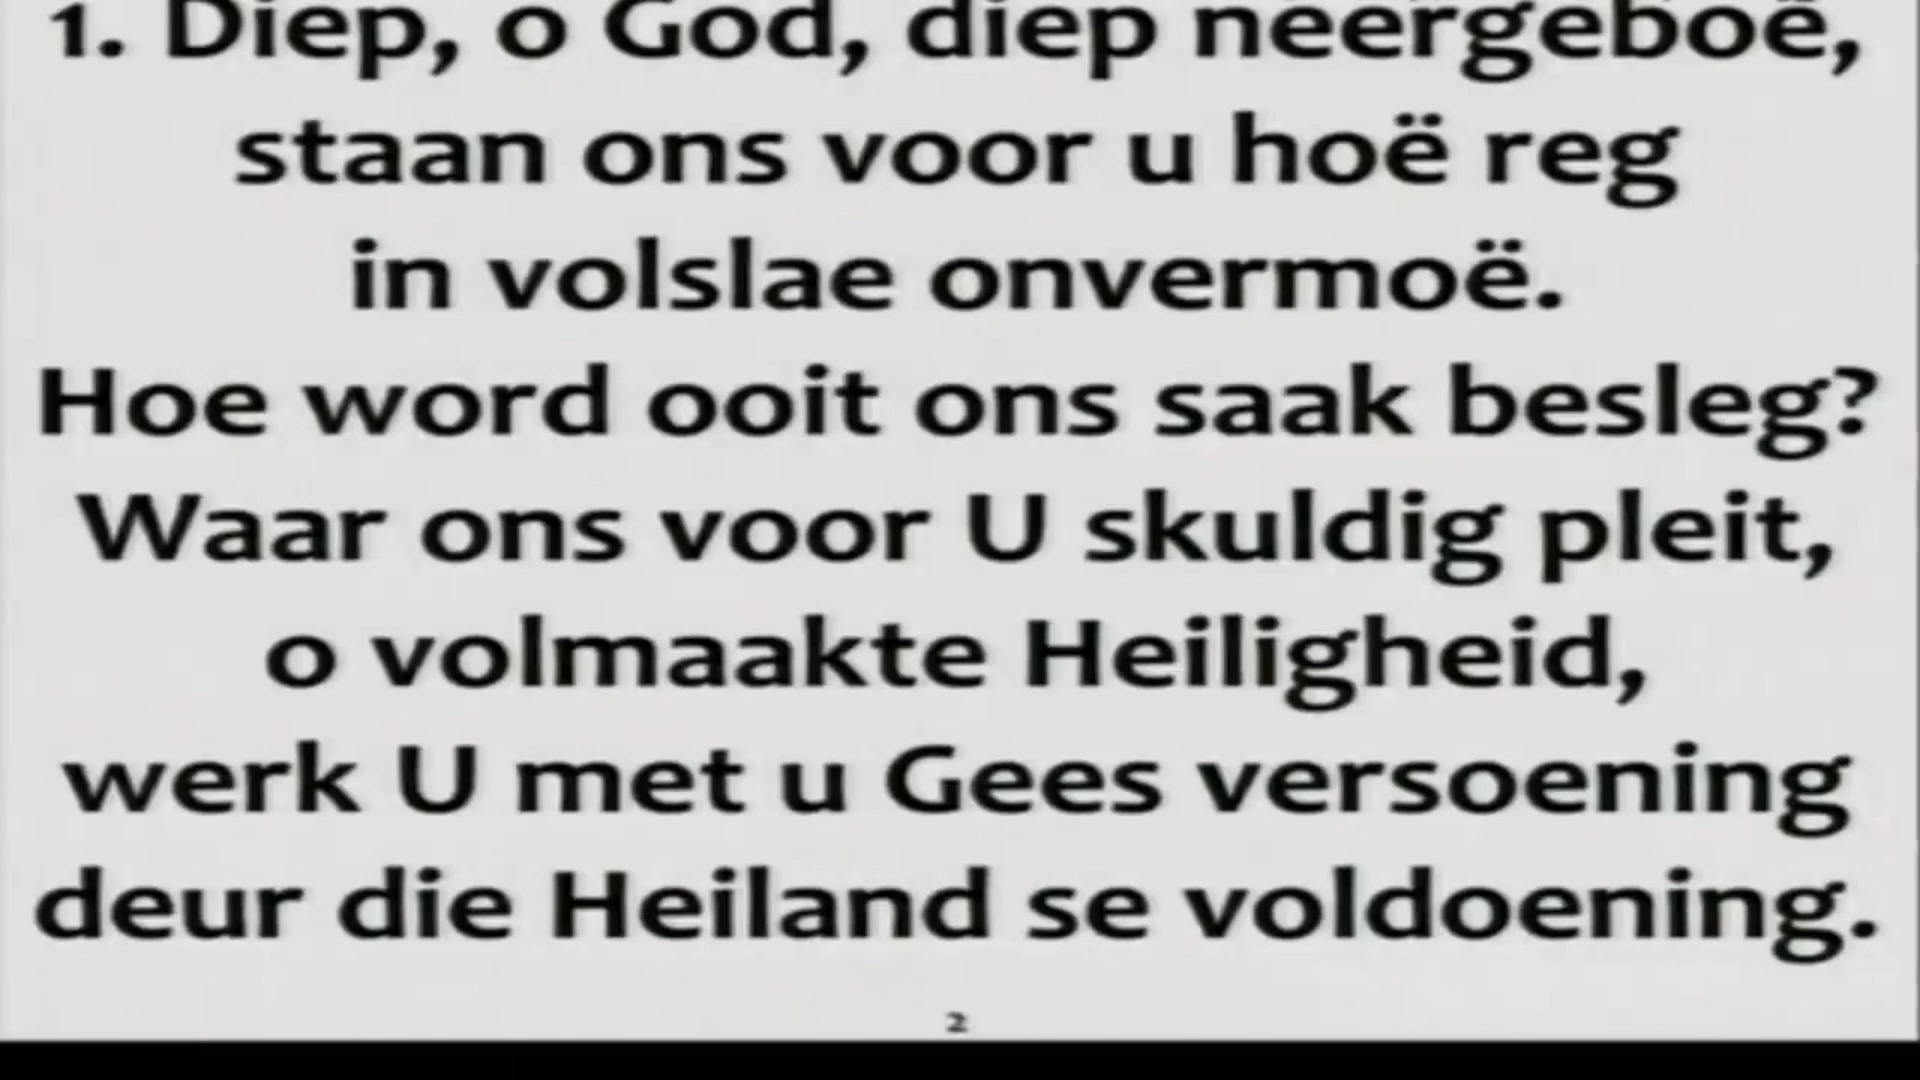 1. Diep, o God, diep neergeboë,
staan ons voor u hoë reg
in volslae onvermoë.
Hoe word ooit ons saak besleg?
Waar ons voor U skuldig pleit,
o volmaakte Heiligheid,
werk U met u Gees versoening
deur die Heiland se voldoening.
2